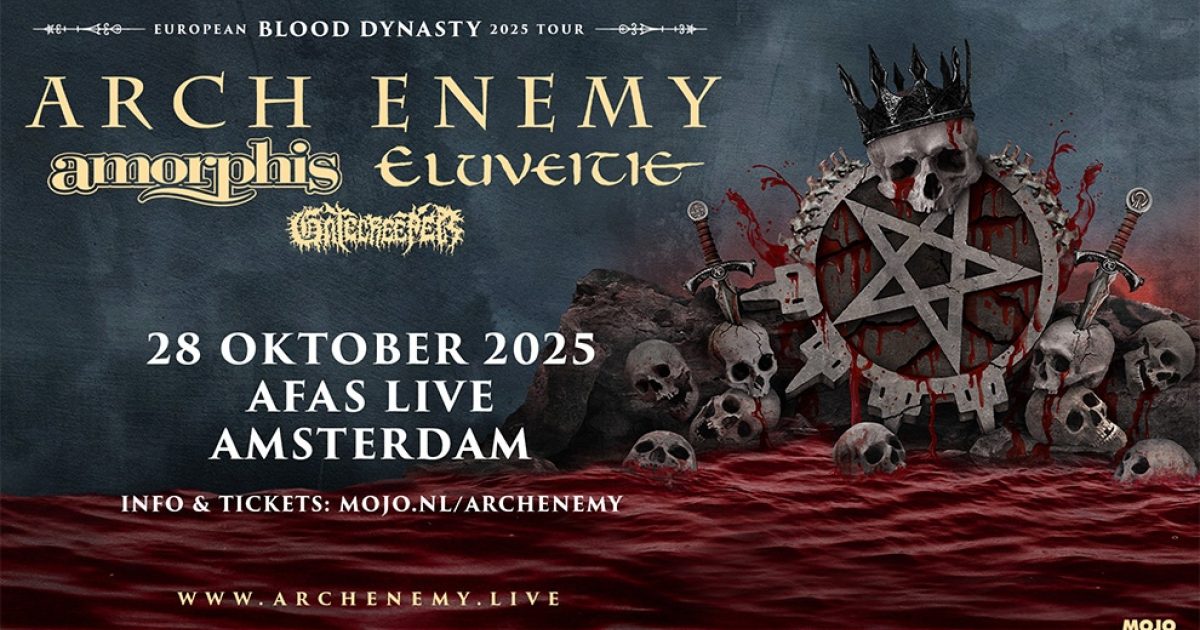 EUROPEAN BLOOD DYNASTY 2025 TOUR
ARCH ENEMY
amorphis ELUVEITIE
GATECREEPER
28 OKTOBER 2025
AFAS LIVE
AMSTERDAM
INFO & TICKETS: MOJO.NL/ARCHENEMY
WWW.ARCHENEMY.LIVE
MOJO